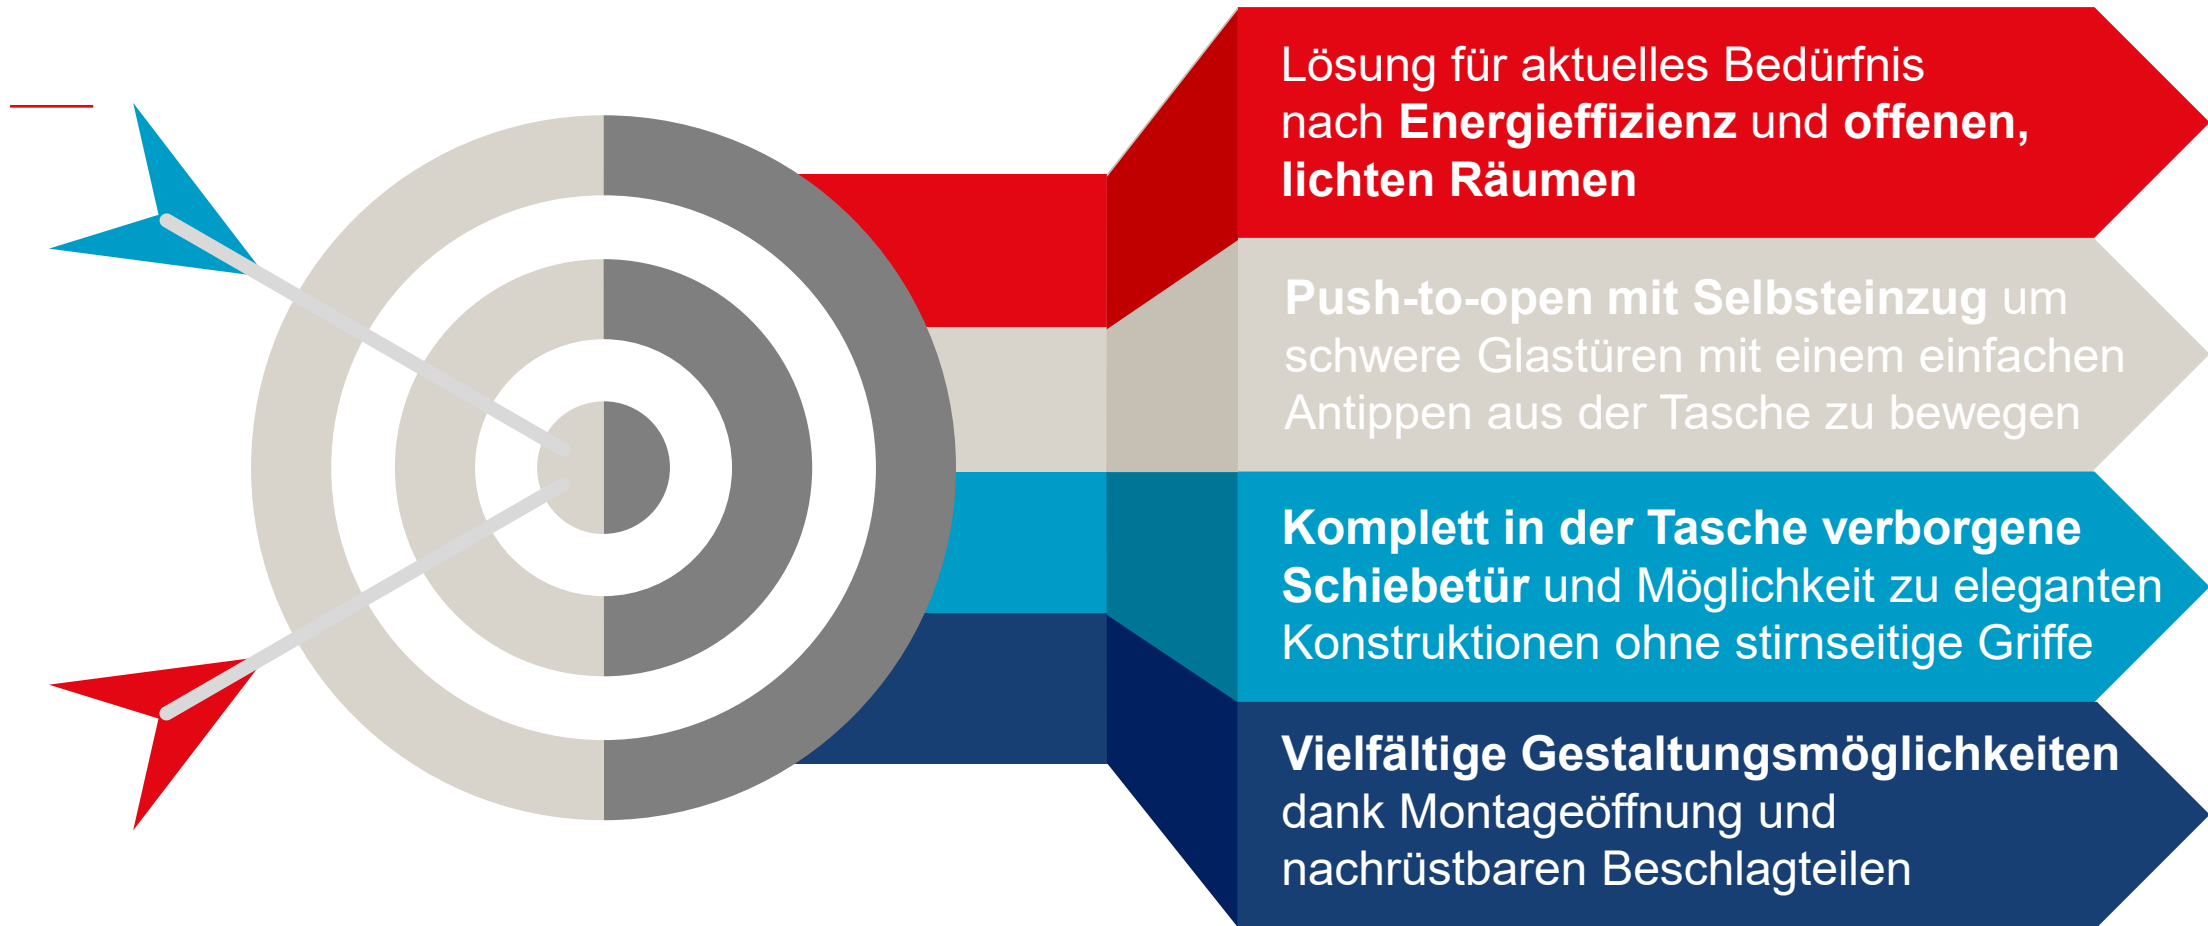 Lösung für aktuelles Bedürfnis
nach Energieffizienz und offenen,
lichten Räumen
Push-to-open mit Selbsteinzug um
schwere Glastüren mit einem einfachen
Antippen aus der Tasche zu bewegen
Komplett in der Tasche verborgene
Schiebetür und Möglichkeit zu eleganten
Konstruktionen ohne stirnseitige Griffe
Vielfältige Gestaltungsmöglichkeiten
dank Montageöffnung und
nachrüstbaren Beschlagteilen